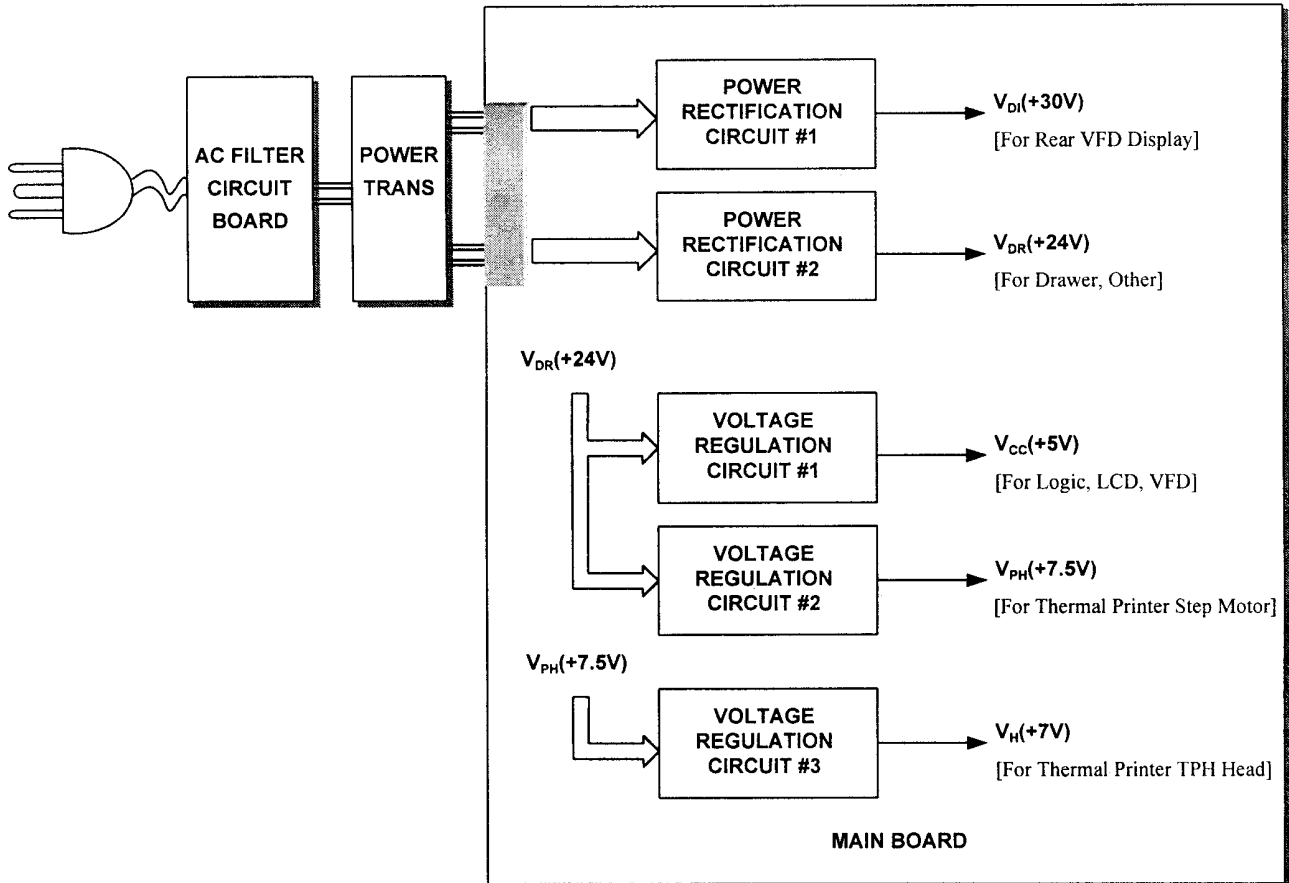 AC FILTER
CIRCUIT
BOARD
POWER
TRANS
POWER
RECTIFICATION
CIRCUIT #1
V_DI(+30V)
[For Rear VFD Display]
POWER
RECTIFICATION
CIRCUIT #2
V_DR(+24V)
[For Drawer, Other]
V_DR(+24V)
VOLTAGE
REGULATION
CIRCUIT #1
V_CC(+5V)
[For Logic, LCD, VFD]
VOLTAGE
REGULATION
CIRCUIT #2
V_PH(+7.5V)
[For Thermal Printer Step Motor]
V_PH(+7.5V)
VOLTAGE
REGULATION
CIRCUIT #3
V_H(+7V)
[For Thermal Printer TPH Head]
MAIN BOARD